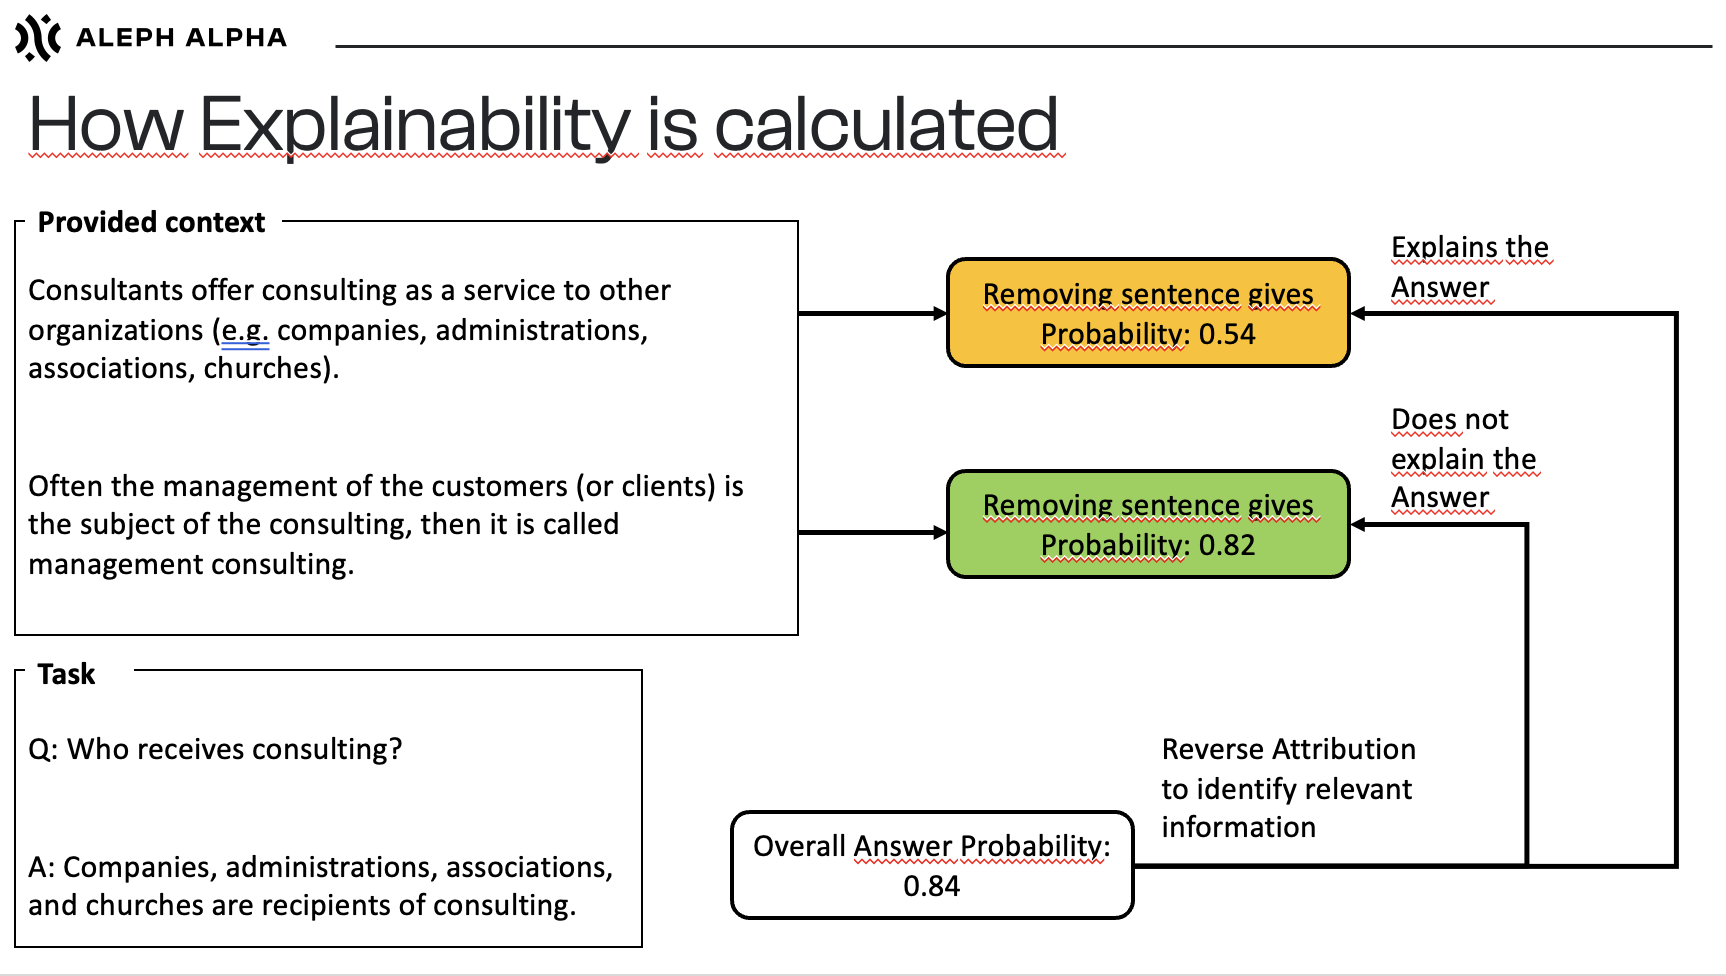 ALEPH ALPHA
How Explainability is calculated
Provided context
Consultants offer consulting as a service to other
organizations (e.g. companies, administrations,
associations, churches).
Often the management of the customers (or clients) is
the subject of the consulting, then it is called
management consulting.
Removing sentence gives
Probability: 0.54
Explains the
Answer
Removing sentence gives
Probability: 0.82
Does not
explain the
Answer
Task
Q: Who receives consulting?
A: Companies, administrations, associations,
and churches are recipients of consulting.
Overall Answer Probability:
0.84
Reverse Attribution
to identify relevant
information